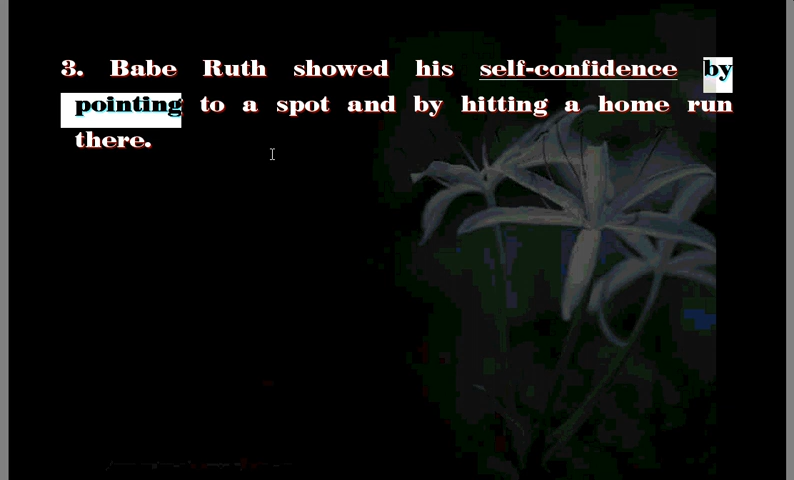 3. Babe Ruth showed his self-confidence by
pointing to a spot and by hitting a home run
there.